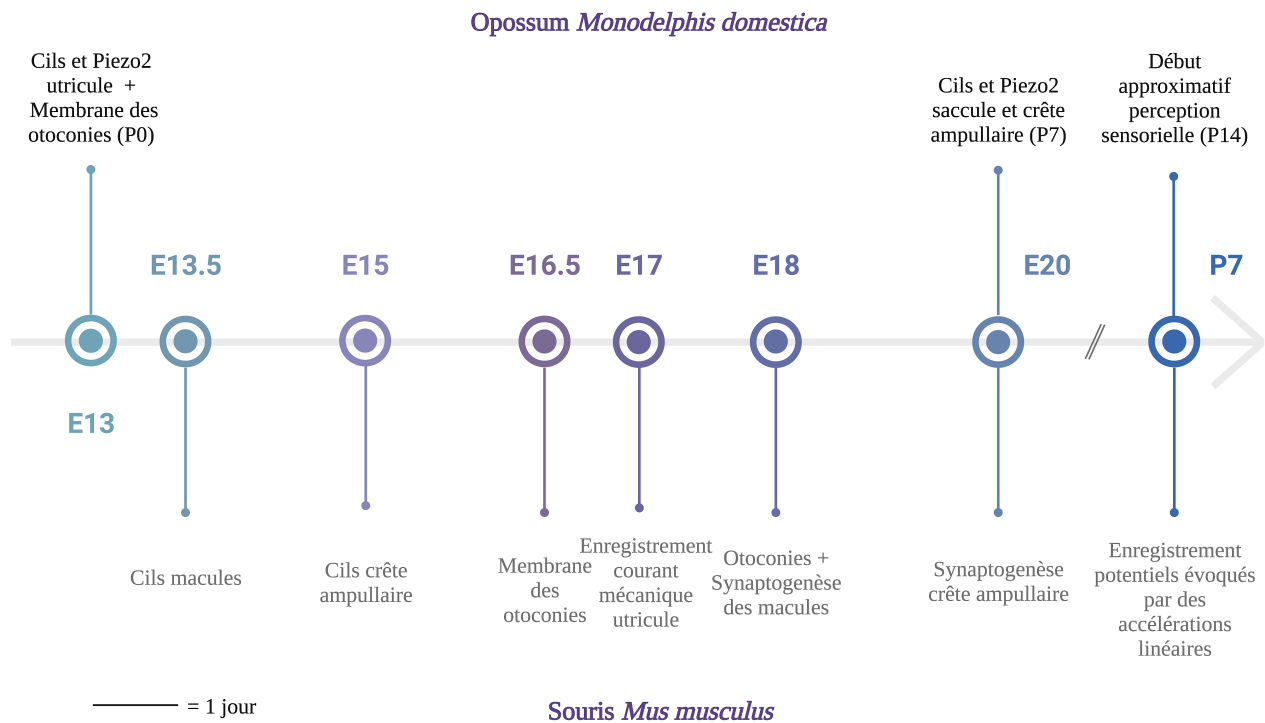 Opossum Monodelphis domestica
Cils et Piezo2
utricule +
Membrane des
otoconies (P0)
Cils et Piezo2
saccule et crête
ampullaire (P7)
Début
approximatif
perception
sensorielle (P14)
E13.5
E15
E16.5
E17
E18
E20
P7
E13
Cils macules
Cils crête
ampullaire
Membrane
des
otoconies
Enregistrement
courant
mécanique
utricule
Otoconies +
Synaptogenèse
des macules
Synaptogenèse
crête ampullaire
Enregistrement
potentiels évoqués
par des
accélérations
linéaires
= 1 jour
Souris Mus musculus